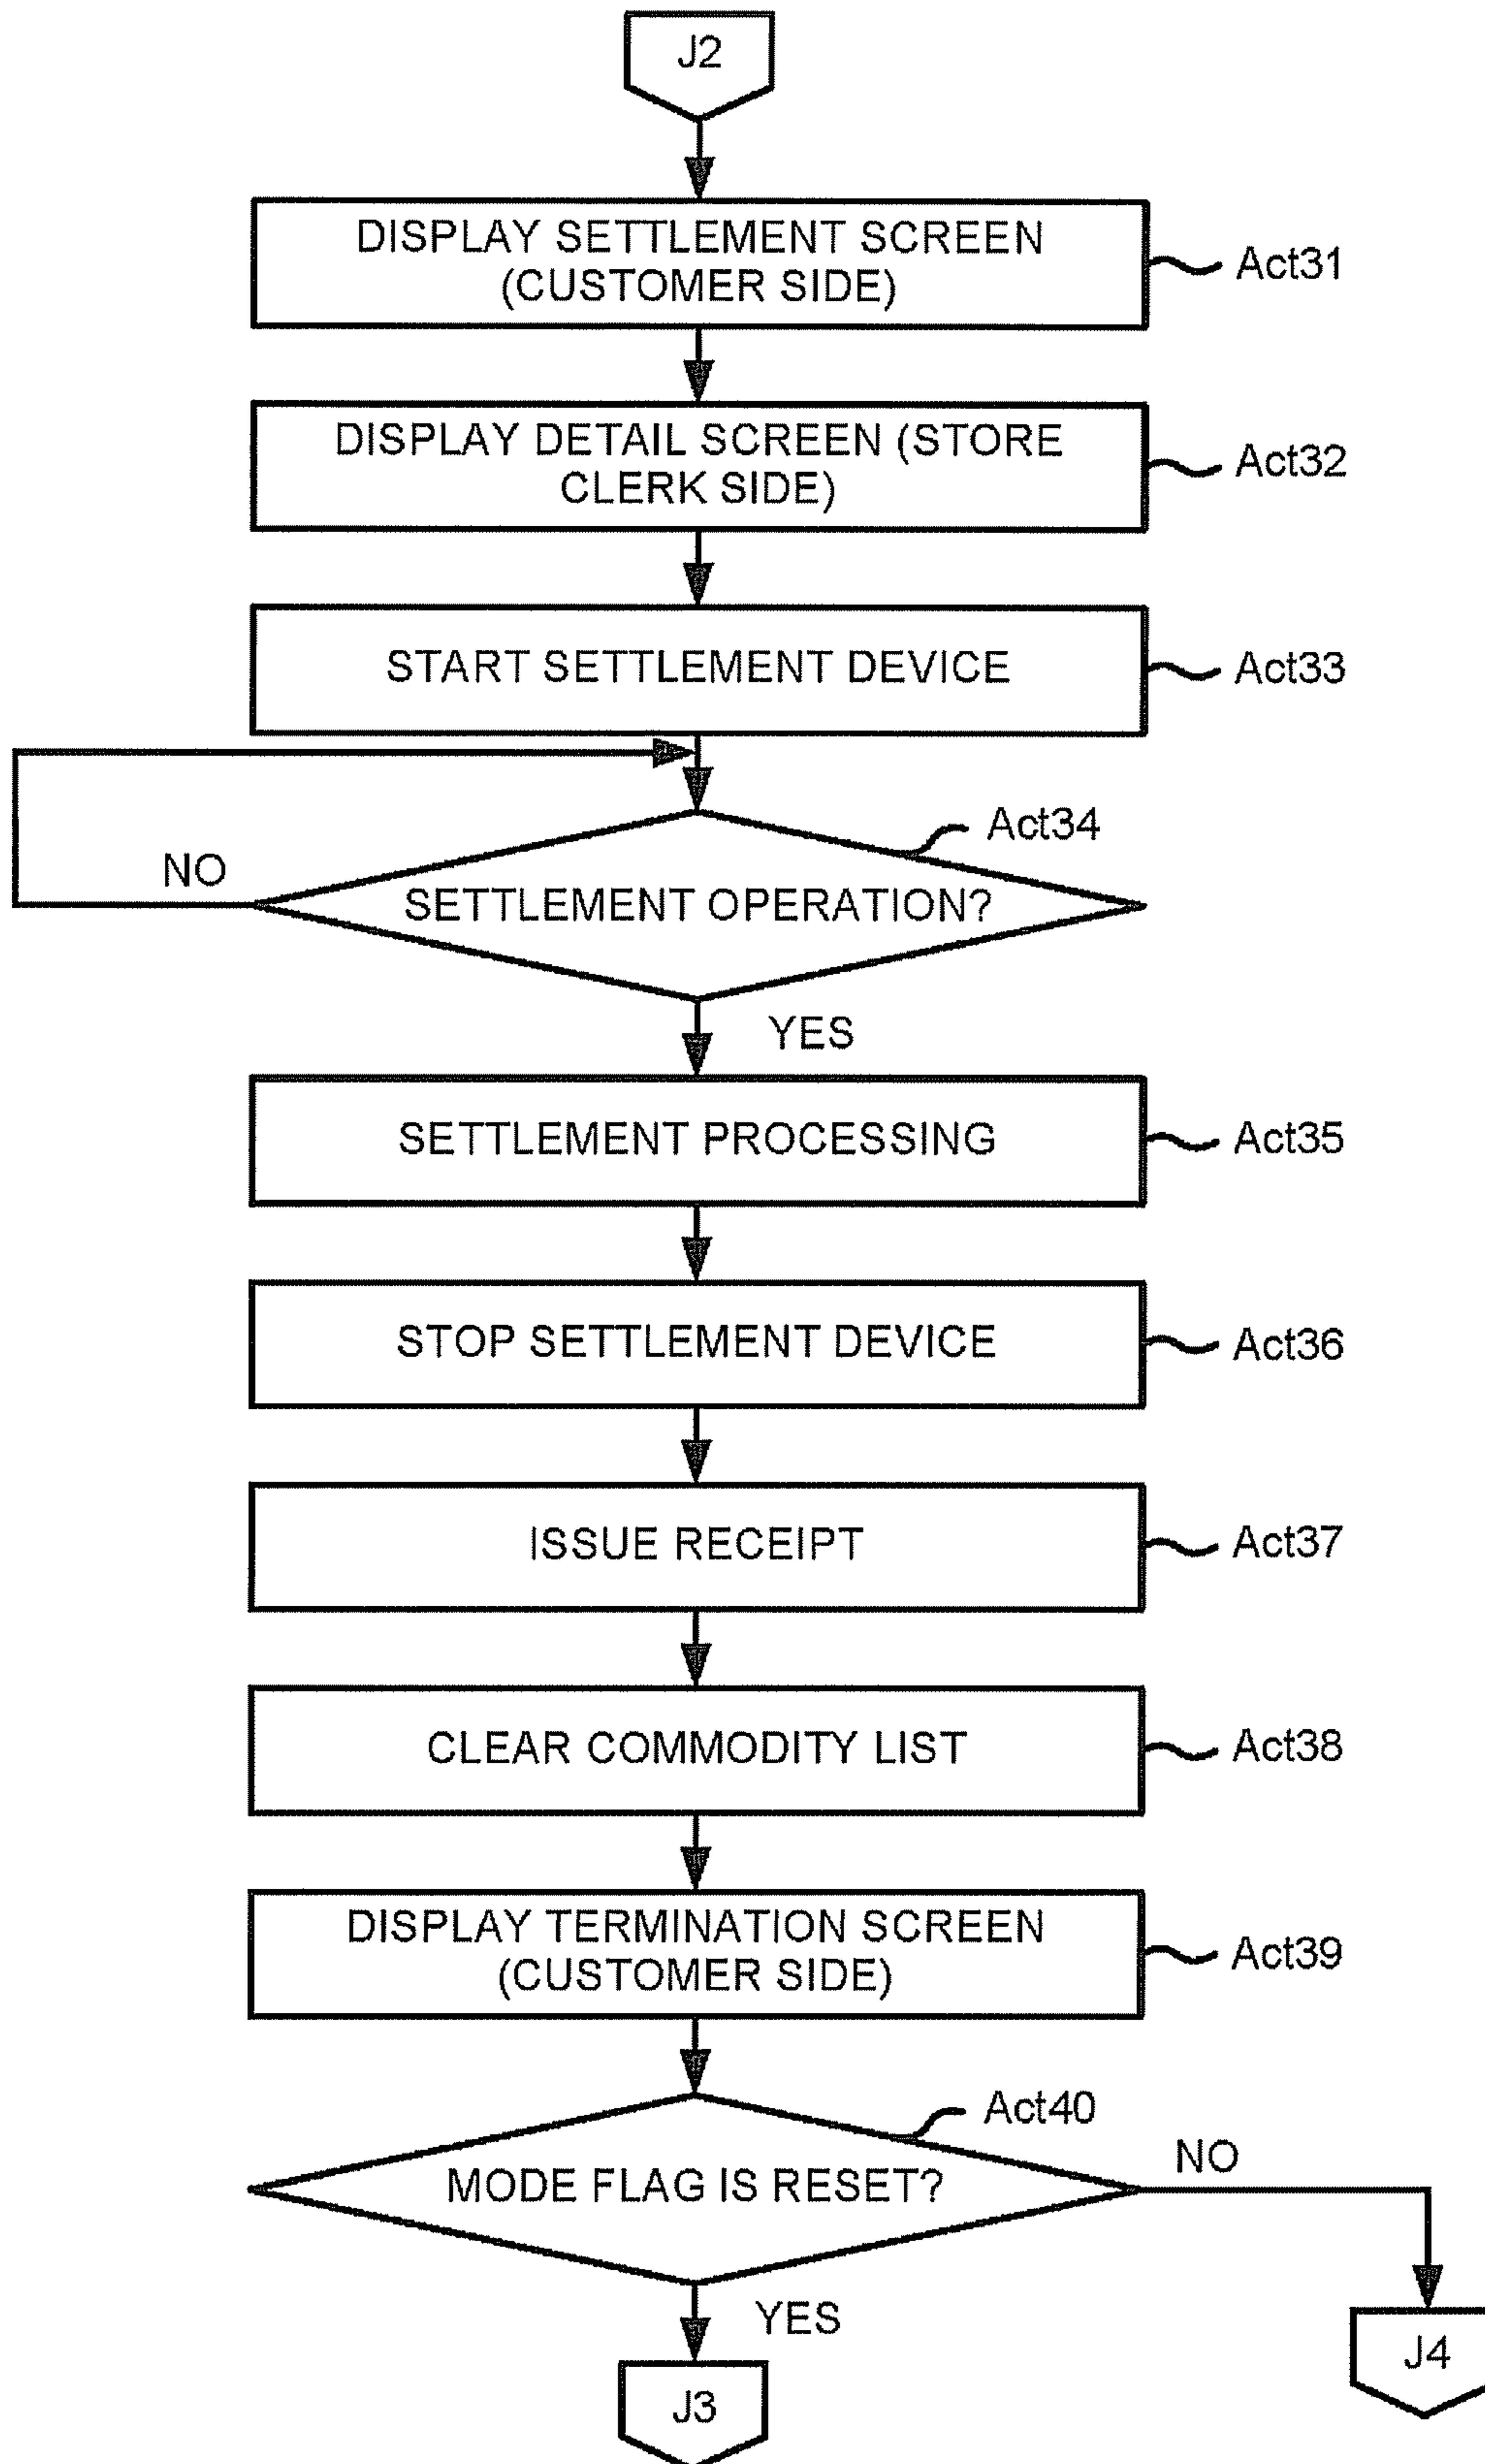 J2
DISPLAY SETTLEMENT SCREEN
(CUSTOMER SIDE)
Act31
DISPLAY DETAIL SCREEN (STORE
CLERK SIDE)
Act32
START SETTLEMENT DEVICE
Act33
Act34
NO
SETTLEMENT OPERATION?
YES
SETTLEMENT PROCESSING
Act35
STOP SETTLEMENT DEVICE
Act36
ISSUE RECEIPT
Act37
CLEAR COMMODITY LIST
Act38
DISPLAY TERMINATION SCREEN
(CUSTOMER SIDE)
Act39
Act40
NO
MODE FLAG IS RESET?
YES
J4
J3